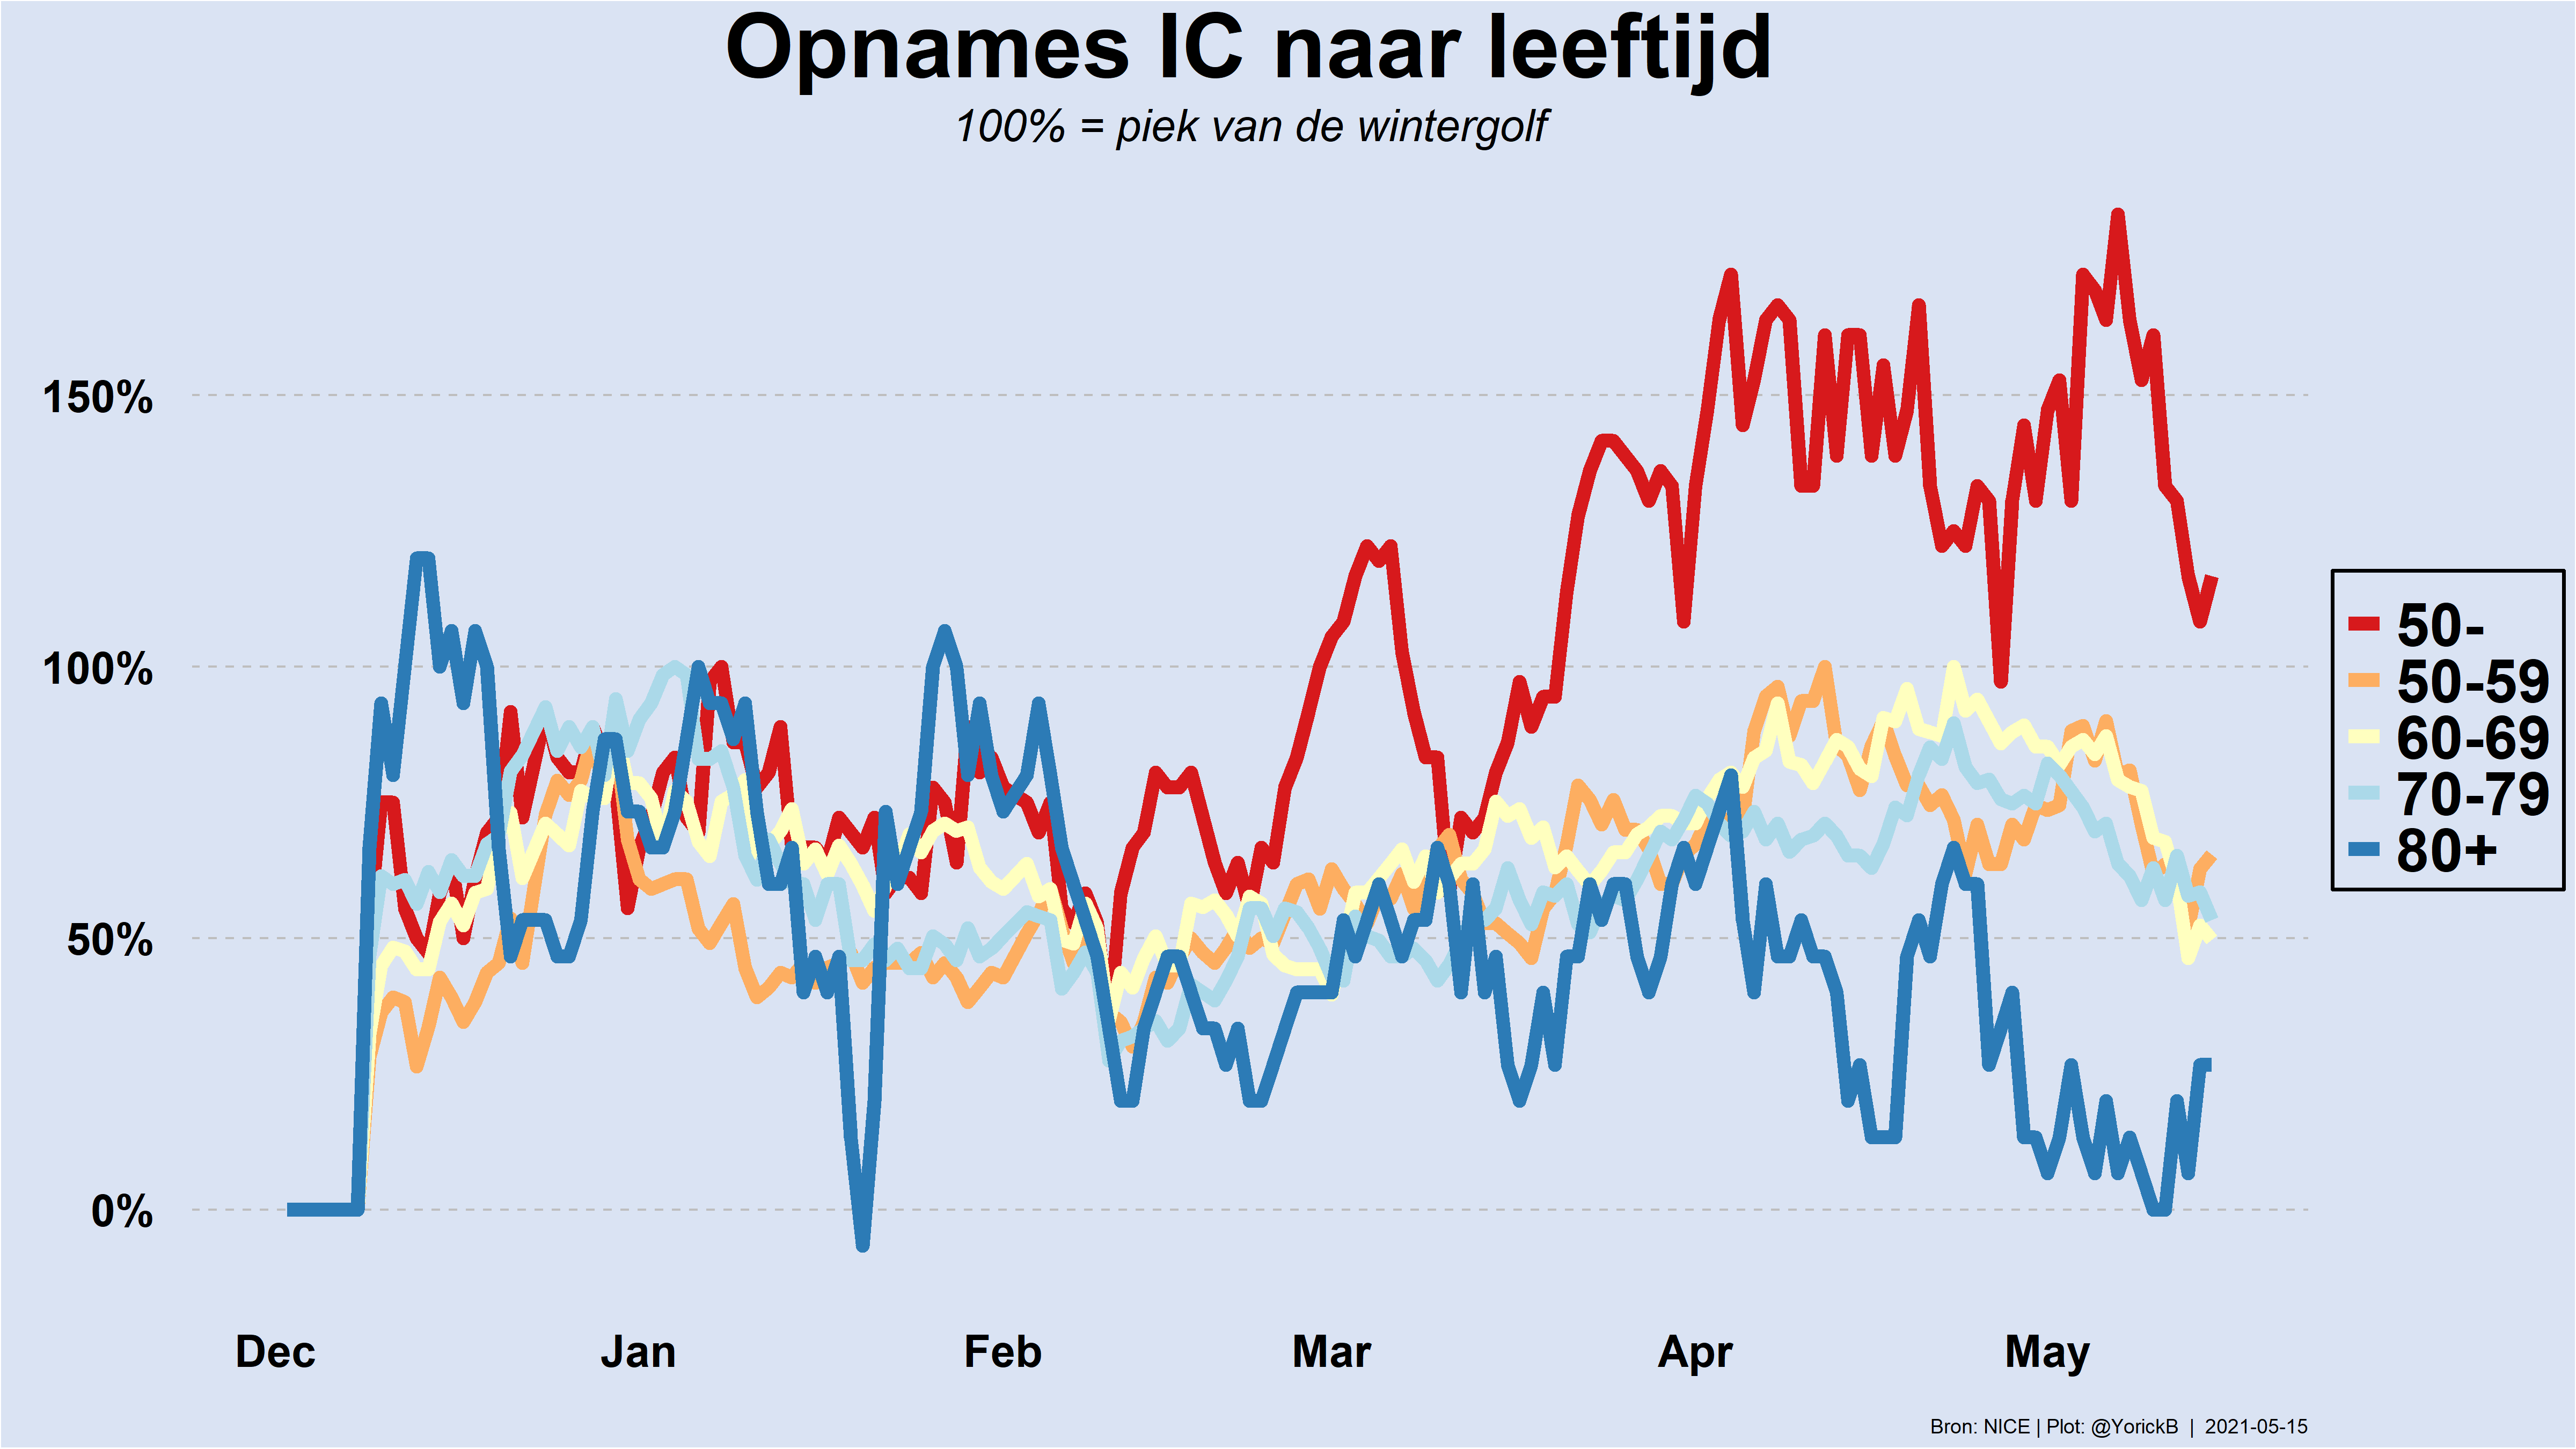 Opnames IC naar leeftijd
100% = piek van de wintergolf
150%
100%
50%
0%
50-
50-59
60-69
70-79
80+
Dec Jan Feb Mar Apr May
Bron: NICE | Plot: @YorickB | 2021-05-15